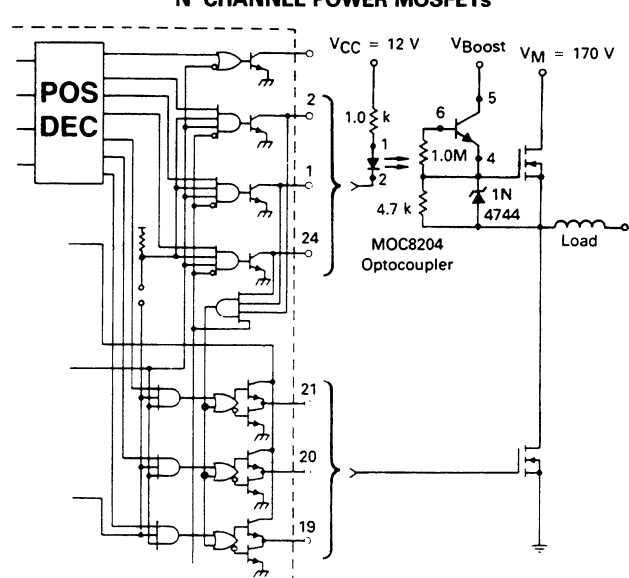 N-CHANNEL POWER MOSFETs
POS
DEC
2
1
24
21
20
19
VCC = 12 V
VBoost
VM = 170 V
1.0 k
1
2
6
5
4
1.0M
4.7 k
1N
4744
MOC8204
Optocoupler
Load